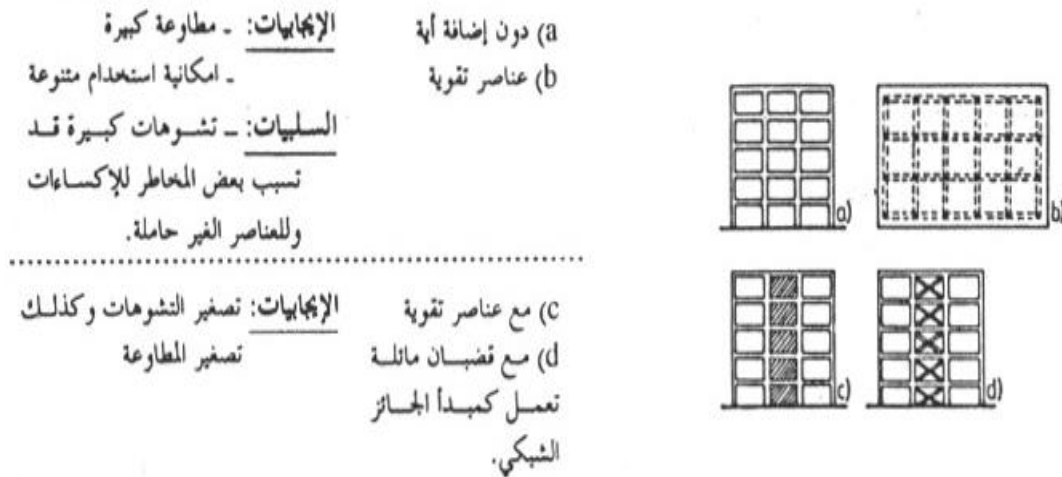 a) دون إضافة أية
b) عناصر تقوية
الإيجابيات: ـ مطاوعة كبيرة
ـ امكانية استخدام متنوعة
السلبيات: ـ تشوهات كبيرة قد
تسبب بعض المخاطر للإكساءات
وللعناصر الغير حاملة.
c) مع عناصر تقوية
d) مع قضبان مائلة
تعمل كمبدأ الجائز
الشبكي.
الإيجابيات: تصغير التشوهات وكذلك
تصغير المطاوعة
a)
b)
c)
d)